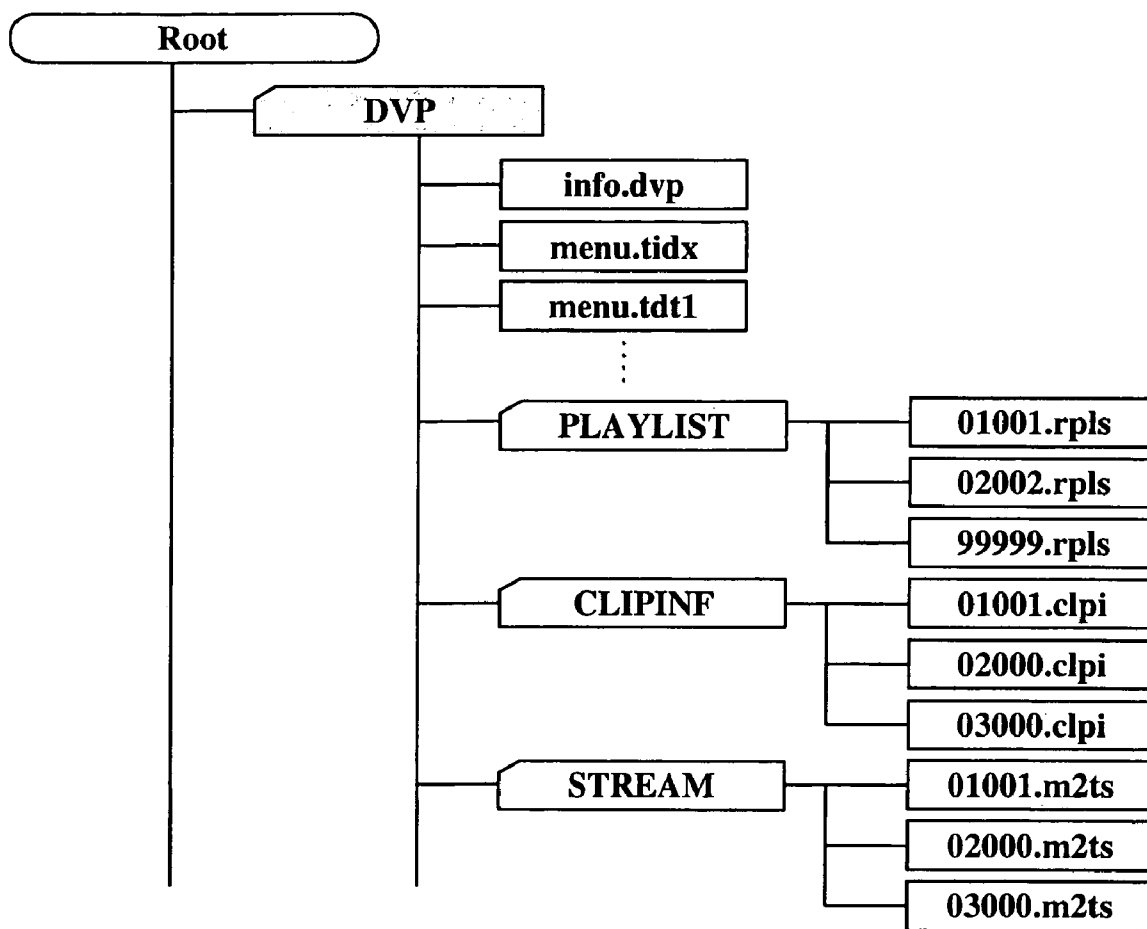 Root
DVP
info.dvp
menu.tidx
menu.tdt1
PLAYLIST
01001.rpls
02002.rpls
99999.rpls
CLIPINF
01001.clpi
02000.clpi
03000.clpi
STREAM
01001.m2ts
02000.m2ts
03000.m2ts